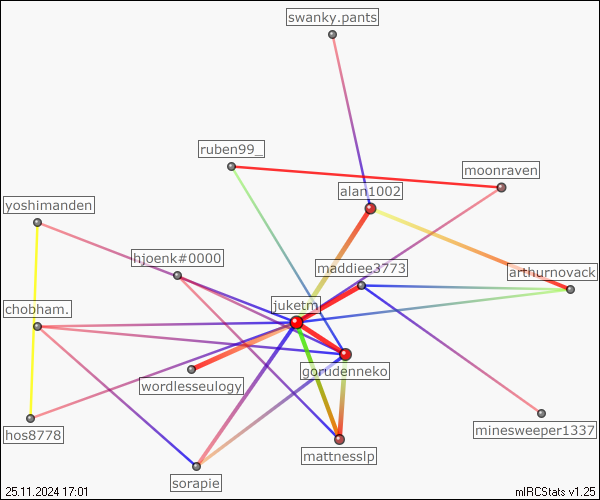 swanky.pants
ruben99_
moonraven
alan1002
yoshimanden
hjoenk#0000
maddiee3773
arthurnovack
juketm
chobham.
gorudenneko
wordlesseulogy
hos8778
minesweeper1337
mattnesslp
sorapie
25.11.2024 17:01
mIRCStats v1.25